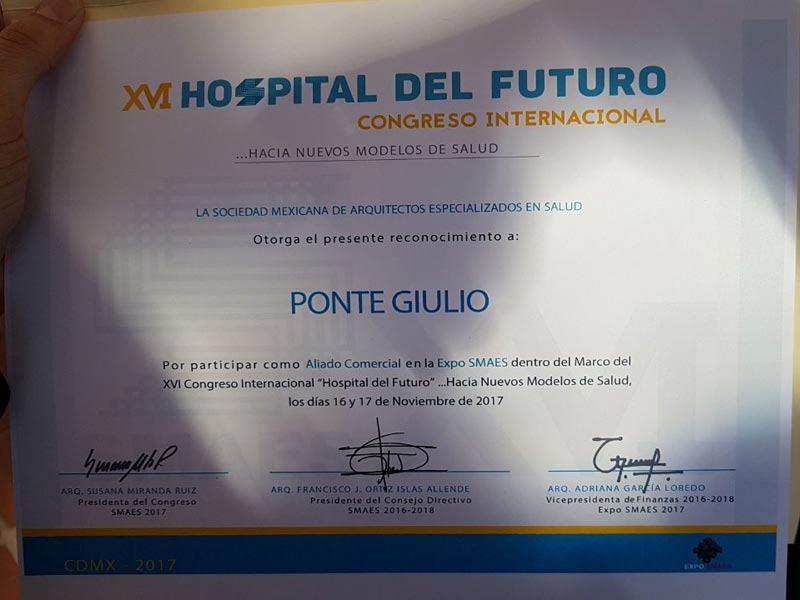 XVI HOSPITAL DEL FUTURO
CONGRESO INTERNACIONAL
...HACIA NUEVOS MODELOS DE SALUD
LA SOCIEDAD MEXICANA DE ARQUITECTOS ESPECIALIZADOS EN SALUD
Otorga el presente reconocimiento a:
PONTE GIULIO
Por participar como Aliado Comercial en la Expo SMAES dentro del Marco del
XVI Congreso Internacional "Hospital del Futuro" ...Hacia Nuevos Modelos de Salud,
los días 16 y 17 de Noviembre de 2017
ARQ. SUSANA MIRANDA RUIZ
Presidenta del Congreso
SMAES 2017
ARQ. FRANCISCO J. ORTIZ ISLAS ALLENDE
Presidente del Consejo Directivo
SMAES 2016-2018
ARQ. ADRIANA GARCÍA LOREDO
Vicepresidenta de Finanzas 2016-2018
Expo SMAES 2017
CDMX - 2017
EXPO SMAES